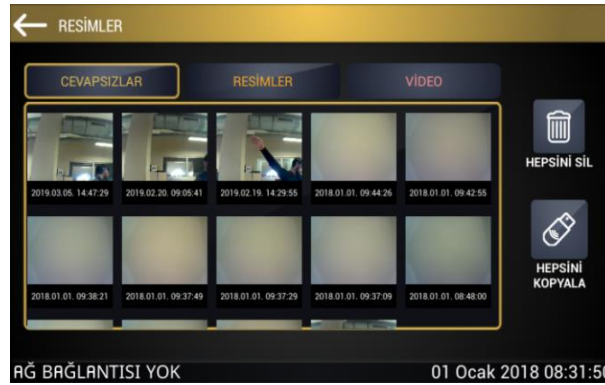 RESİMLER
CEVAPSIZLAR
RESİMLER
VİDEO
2019.03.05. 14:47:29
2019.02.20. 09:05:41
2019.02.19. 14:29:55
2018.01.01. 09:44:26
2018.01.01. 09:42:55
2018.01.01. 09:38:21
2018.01.01. 09:37:49
2018.01.01. 09:37:29
2018.01.01. 09:37:09
2018.01.01. 08:48:00
HEPSİNİ SİL
HEPSİNİ
KOPYALA
AĞ BAĞLANTISI YOK
01 Ocak 2018 08:31:50